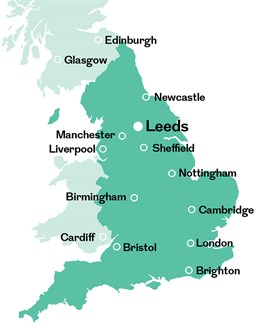 Edinburgh
Glasgow
Newcastle
Leeds
Manchester
Liverpool
Sheffield
Nottingham
Birmingham
Cambridge
Cardiff
Bristol
London
Brighton